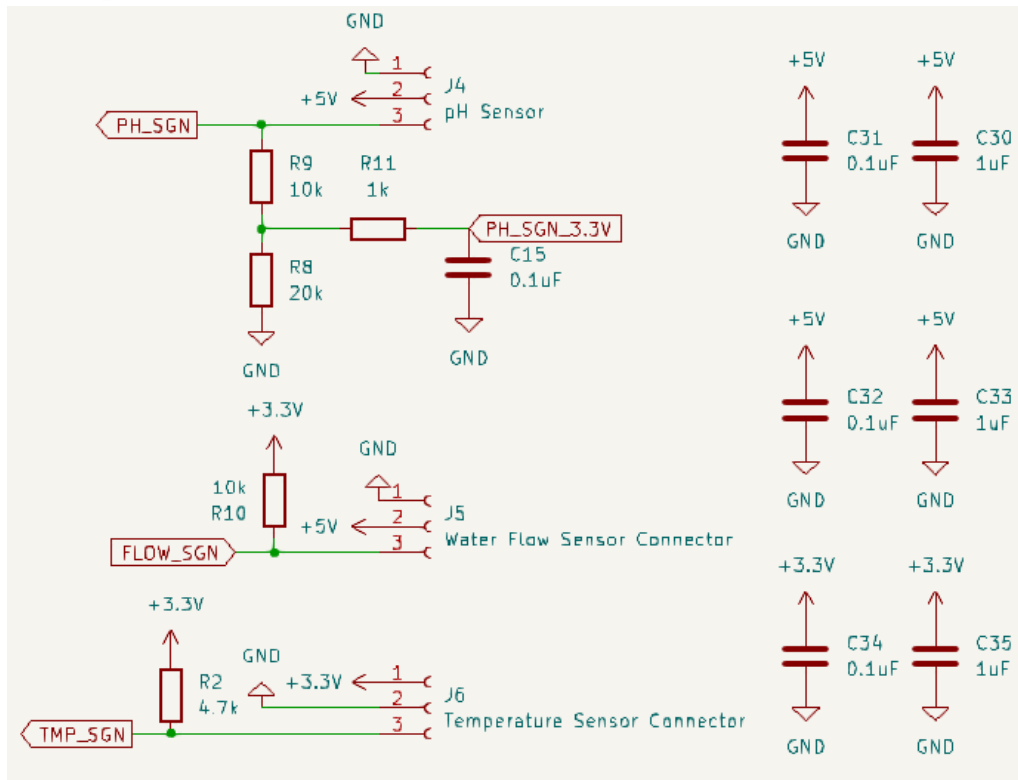 GND
1
J4
+5V
2
pH Sensor
PH_SGN
3
R9
10k
R11
1k
PH_SGN_3.3V
C15
0.1uF
R8
20k
GND
GND
+3.3V
GND
10k
R10
1
J5
+5V
2
Water Flow Sensor Connector
FLOW_SGN
3
+3.3V
GND
R2
4.7k
+3.3V
1
J6
2
Temperature Sensor Connector
TMP_SGN
3
+5V
C31
0.1uF
GND
+5V
C30
1uF
GND
+5V
C32
0.1uF
GND
+5V
C33
1uF
GND
+3.3V
C34
0.1uF
GND
+3.3V
C35
1uF
GND